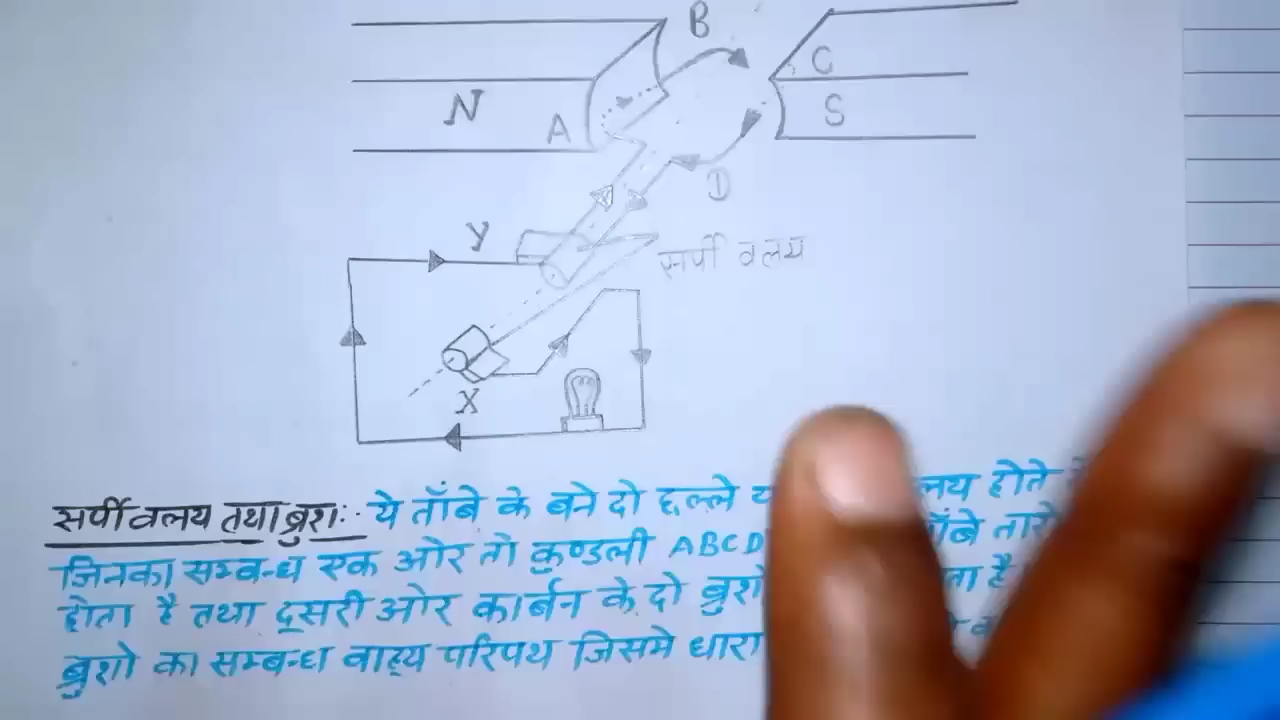 B
C
N
S
A
D
Y
सर्पी वलय
X
सर्पी वलय तथा ब्रुश:- ये ताँबे के बने दो छल्ले लय होते
जिनका सम्बन्ध एक ओर तो कुण्डली ABCD
होता है तथा दूसरी ओर कार्बन के दो ब्रुशो है
ब्रुशो का सम्बन्ध वाह्य परिपथ जिसमे धारा